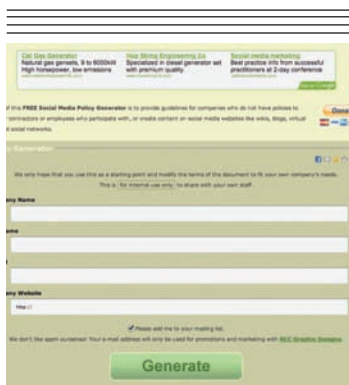 Cat Gas Generator
Natural gas gensets, 9 to 6000kW
High horsepower, low emissions
Hop Shing Engineering Co
Specialized in diesel generator set
with premium quality.
Social media marketing
Best practice info from successful
practitioners at 2-day conference
of this FREE Social Media Policy Generator is to provide guidelines for companies who do not have policies to
contractors or employees who participate with, or create content on social media websites like wikis, blogs, virtual
social networks.
Dona
y Generator
We only hope that you use this as a starting point and modify the terms of the document to fit your own company's needs.
This is for internal use only, to share with your own staff.
any Name
ame
any Website
http://
Please add me to your mailing list.
We don't like spam ourselves! Your e-mail address will only be used for promotions and marketing with RCC Graphic Designs.
Generate